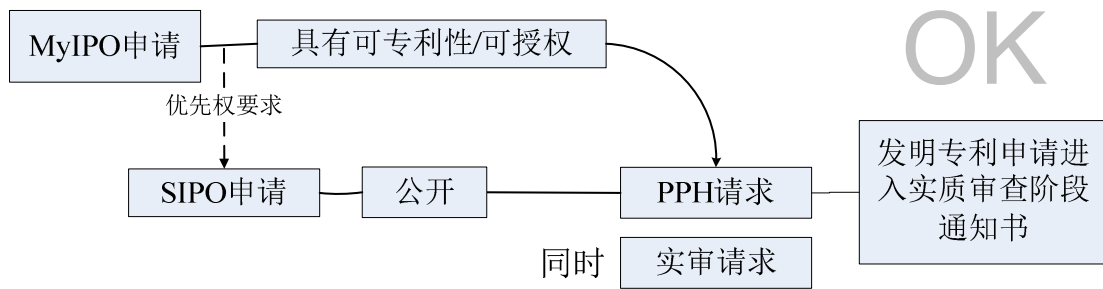 MyIPO申请
具有可专利性/可授权
OK
优先权要求
SIPO申请
公开
PPH请求
发明专利申请进
入实质审查阶段
通知书
同时
实审请求